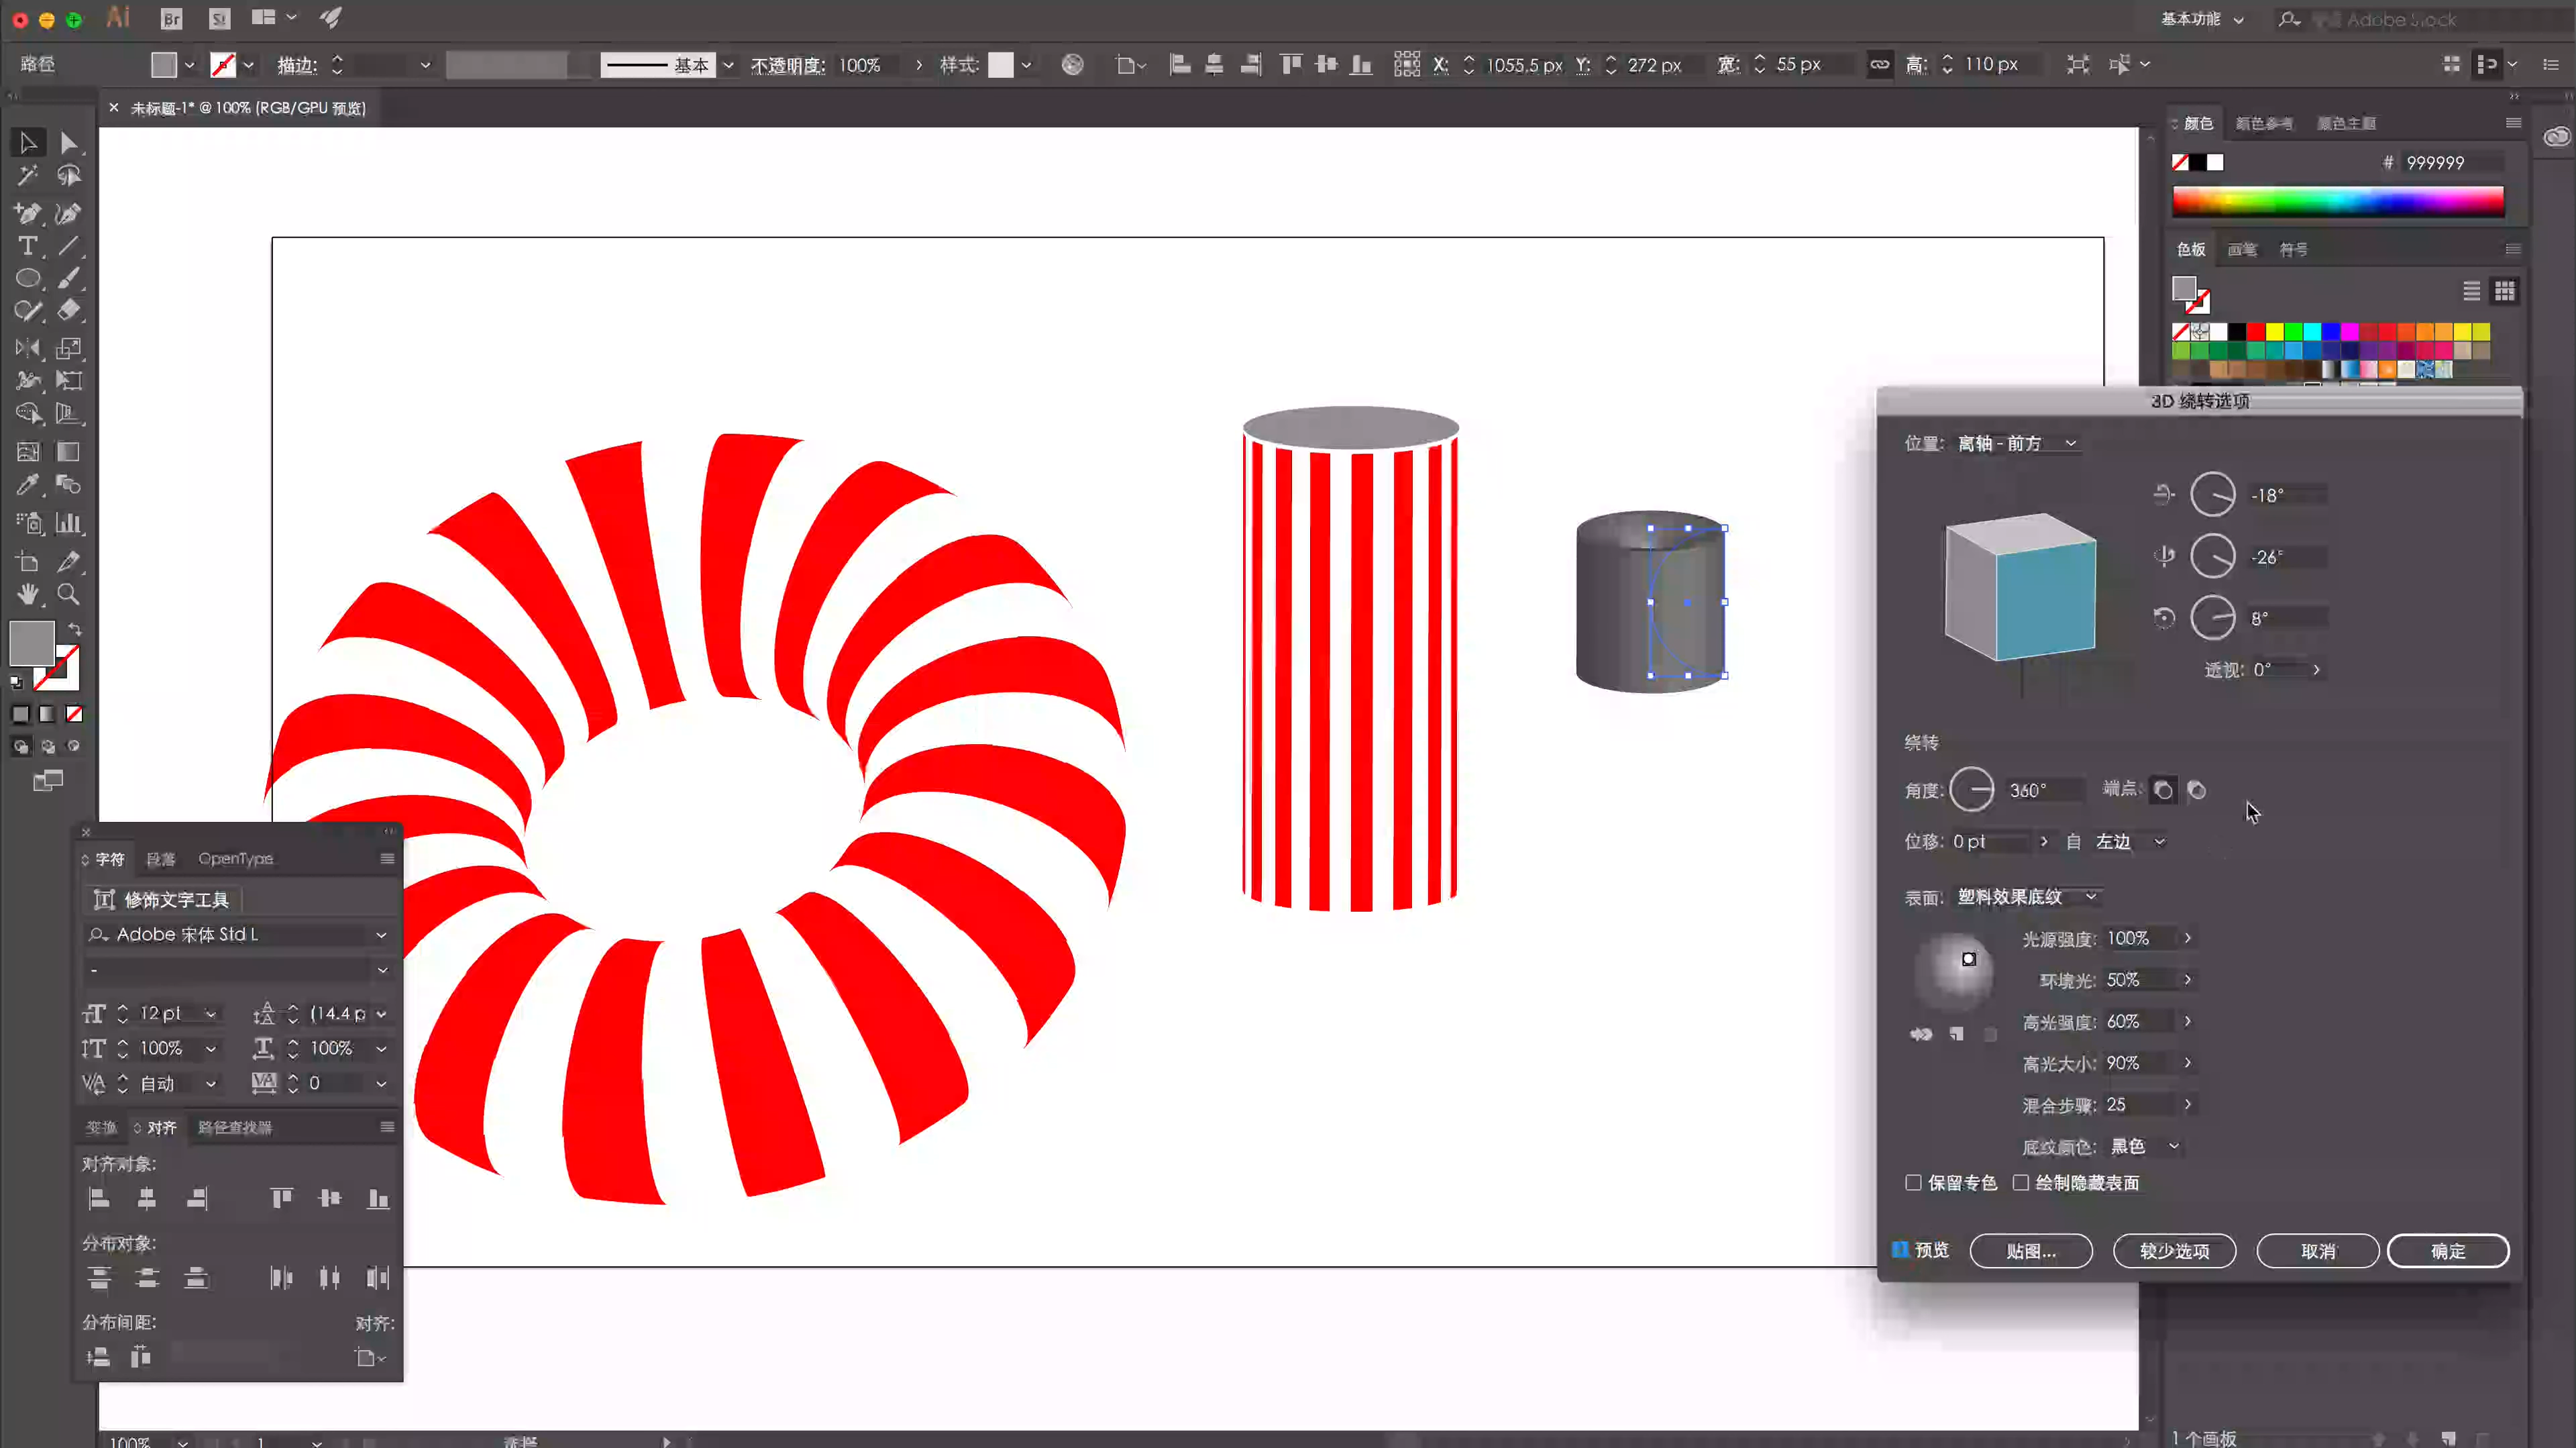 Ai Br St 基本功能 Adobe Stock
路径 描边: 基本 不透明度: 100% 样式: X: 1055.5 px Y: 272 px 宽: 55 px 高: 110 px
× 未标题-1* @ 100% (RGB/GPU 预览)
颜色 颜色参考 颜色主题
# 999999
色板 画笔 符号
3D 绕转选项
位置: 离轴 - 前方
-18°
-26°
8°
透视: 0°
绕转
角度: 360° 端点:
位移: 0 pt 自 左边
表面: 塑料效果底纹
光源强度: 100%
环境光: 50%
高光强度: 60%
高光大小: 90%
混合步骤: 25
底纹颜色: 黑色
保留专色 绘制隐藏表面
预览 贴图... 较少选项 取消 确定
字符 段落 OpenType
修饰文字工具
Adobe 宋体 Std L
-
12 pt (14.4 p
100% 100%
自动 0
变换 对齐 路径查找器
对齐对象:
分布对象:
分布间距: 对齐:
100% 1 选择
1 个画板